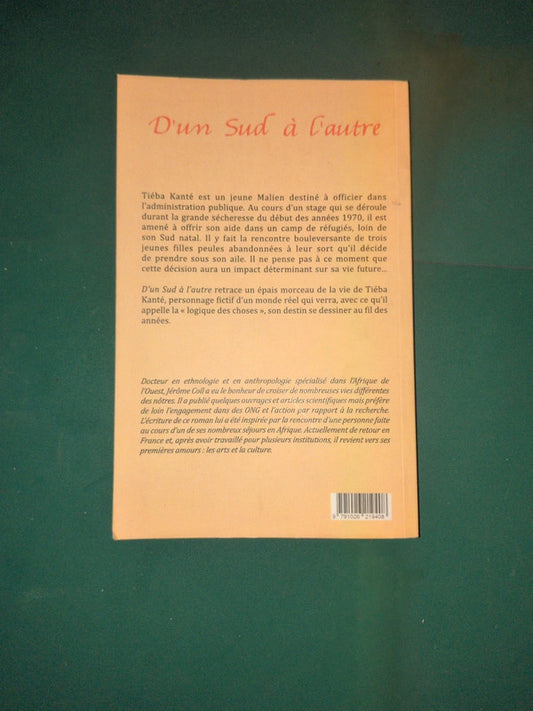 D'un Sud à l'autre
Tiéba Kanté est un jeune Malien destiné à officier dans
l'administration publique. Au cours d'un stage qui se déroule
durant la grande sécheresse du début des années 1970, il est
amené à offrir son aide dans un camp de réfugiés, loin de
son Sud natal. Il y fait la rencontre bouleversante de trois
jeunes filles peules abandonnées à leur sort qu'il décide
de prendre sous son aile. Il ne pense pas à ce moment que
cette décision aura un impact déterminant sur sa vie future...
D'un Sud à l'autre retrace un épais morceau de la vie de Tiéba
Kanté, personnage fictif d'un monde réel qui verra, avec ce qu'il
appelle la « logique des choses », son destin se dessiner au fil des
années.
Docteur en ethnologie et en anthropologie spécialisé dans l'Afrique de
l'Ouest, Jérôme Coll a eu le bonheur de croiser de nombreuses vies différentes
des nôtres. Il a publié quelques ouvrages et articles scientifiques mais préfère
de loin l'engagement dans des ONG et l'action par rapport à la recherche.
L'écriture de ce roman lui a été inspirée par la rencontre d'une personne faite
au cours d'un de ses nombreux séjours en Afrique. Actuellement de retour en
France et, après avoir travaillé pour plusieurs institutions, il revient vers ses
premières amours : les arts et la culture.
9 791026 219408